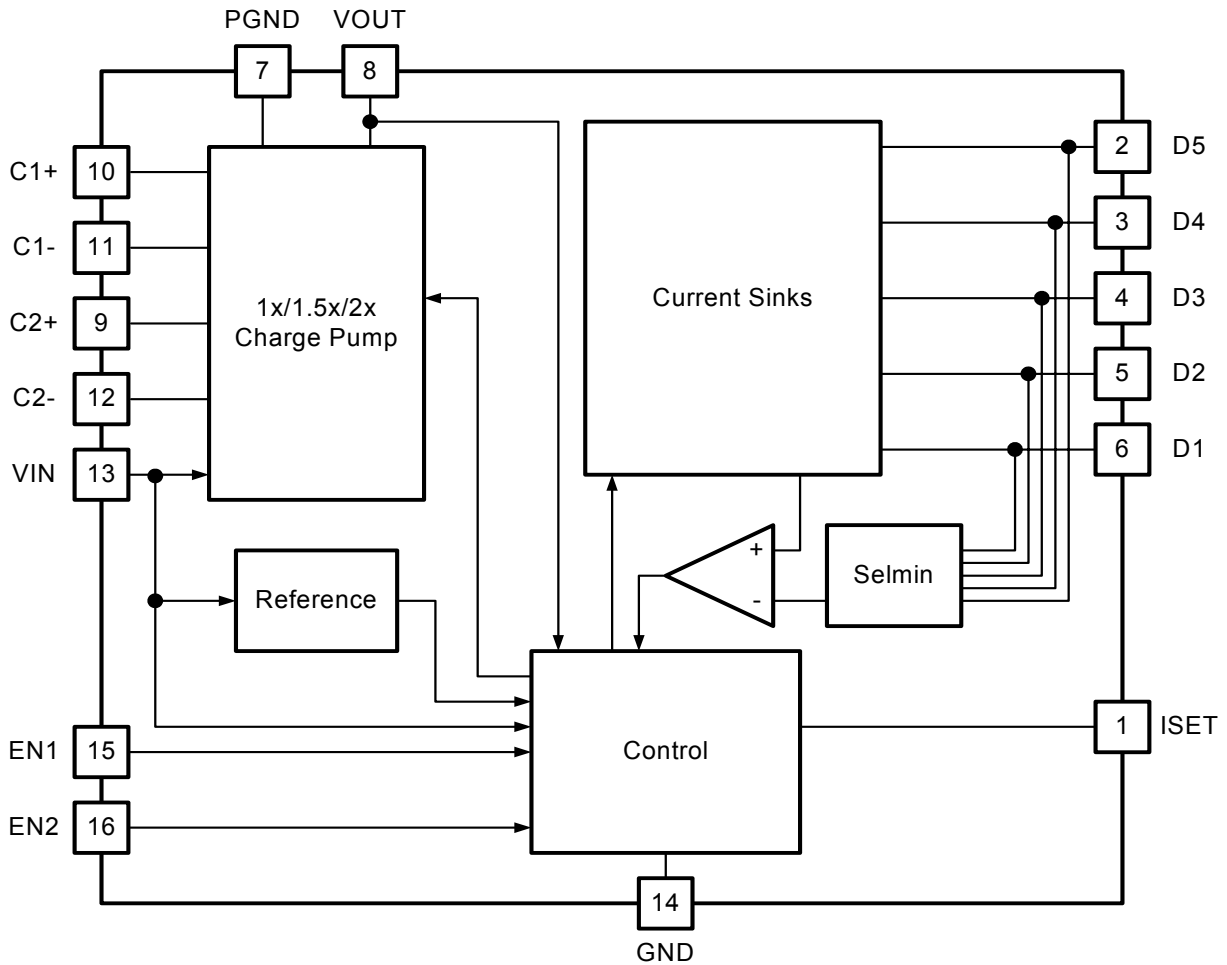 PGND VOUT
7 8
C1+ 10
2 D5
C1- 11
3 D4
C2+ 9
1x/1.5x/2x
Charge Pump
Current Sinks
4 D3
C2- 12
5 D2
VIN 13
6 D1
+
-
Selmin
Reference
EN1 15
Control
1 ISET
EN2 16
14
GND